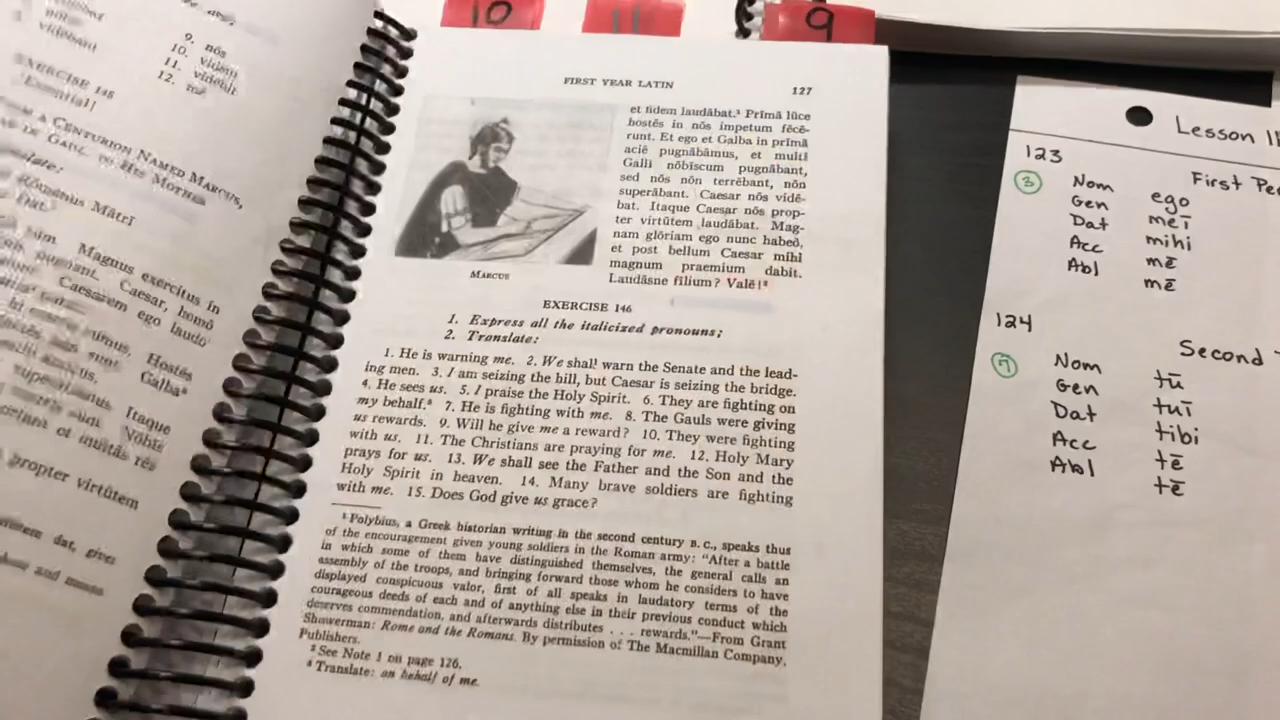 10
11
9
9. nōs
10. vidēbit
11. vidēbit
12. mē
EXERCISE 145
[Essential]
A CENTURION NAMED MARCUS,
GAUL, TO HIS MOTHER
Rōmānus Mātrī
Magnus exercitus in
pugnant. Caesar, homō
Caesarem ego laudō
Hostēs
Galba
Itaque
Vōbīs
et invītās rēs
propter virtūtem
dat, gives
FIRST YEAR LATIN
127
et fidem laudābat.¹ Prīmā lūce
hostēs in nōs impetum fēcē-
runt. Et ego et Galba in prīmā
aciē pugnābāmus, et multī
Gallī nōbīscum pugnābant,
sed nōs nōn terrēbant, nōn
superābant. Caesar nōs vidē-
bat. Itaque Caesar nōs prop-
ter virtūtem laudābat. Mag-
nam glōriam ego nunc habeō,
et post bellum Caesar mihi
magnum praemium dabit.
Laudāsne fīlium? Valē!²
MARCUS
EXERCISE 146
1. Express all the italicized pronouns;
2. Translate:
1. He is warning me. 2. We shall warn the Senate and the lead-
ing men. 3. I am seizing the hill, but Caesar is seizing the bridge.
4. He sees us. 5. I praise the Holy Spirit. 6. They are fighting on
my behalf.³ 7. He is fighting with me. 8. The Gauls were giving
us rewards. 9. Will he give me a reward? 10. They were fighting
with us. 11. The Christians are praying for me. 12. Holy Mary
prays for us. 13. We shall see the Father and the Son and the
Holy Spirit in heaven. 14. Many brave soldiers are fighting
with me. 15. Does God give us grace?
¹ Polybius, a Greek historian writing in the second century B. C., speaks thus
of the encouragement given young soldiers in the Roman army: "After a battle
in which some of them have distinguished themselves, the general calls an
assembly of the troops, and bringing forward those whom he considers to have
displayed conspicuous valor, first of all speaks in laudatory terms of the
courageous deeds of each and of anything else in their previous conduct which
deserves commendation, and afterwards distributes . . . rewards."—From Grant
Showerman: Rome and the Romans. By permission of The Macmillan Company,
Publishers.
² See Note 1 on page 126.
³ Translate: on behalf of me.
Lesson 11
123
First Pe
3
Nom ego
Gen meī
Dat mihi
Acc mē
Abl mē
124
Second
7
Nom tū
Gen tuī
Dat tibi
Acc tē
Abl tē